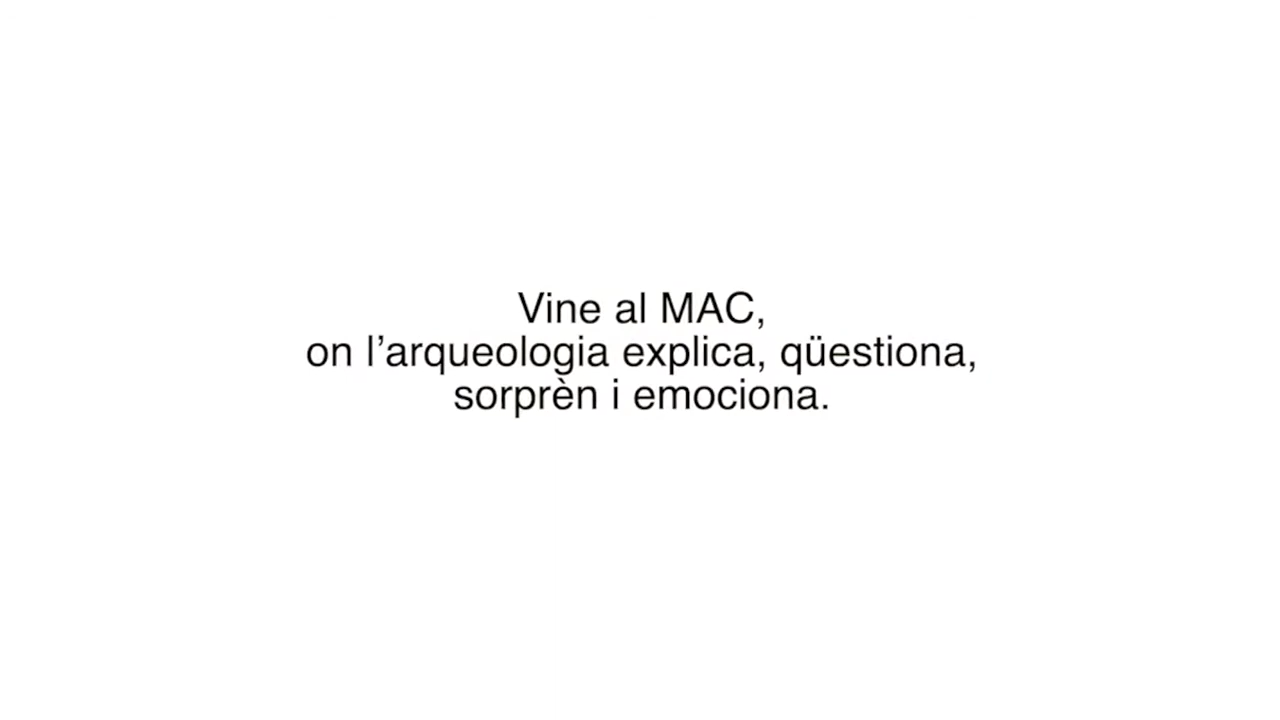 Vine al MAC,
on l’arqueologia explica, qüestiona,
sorprèn i emociona.